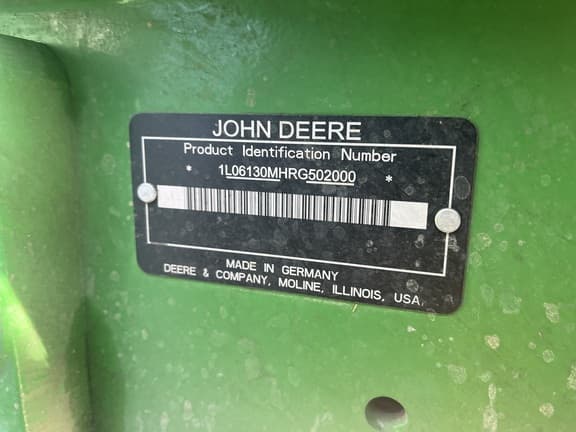 JOHN DEERE
Product Identification Number
* 1L06130MHRG502000 *
MADE IN GERMANY
DEERE & COMPANY, MOLINE, ILLINOIS, USA